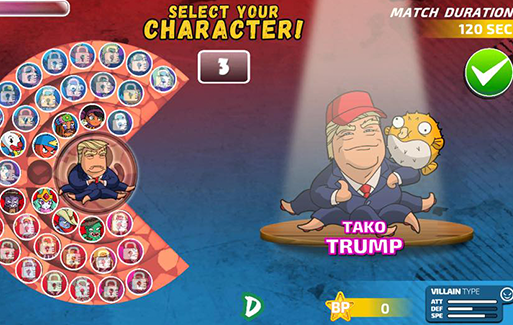 SELECT YOUR
CHARACTER!
MATCH DURATION
120 SEC
3
TAKO
TRUMP
D
BP 0
VILLAIN TYPE
ATT
DEF
SPE